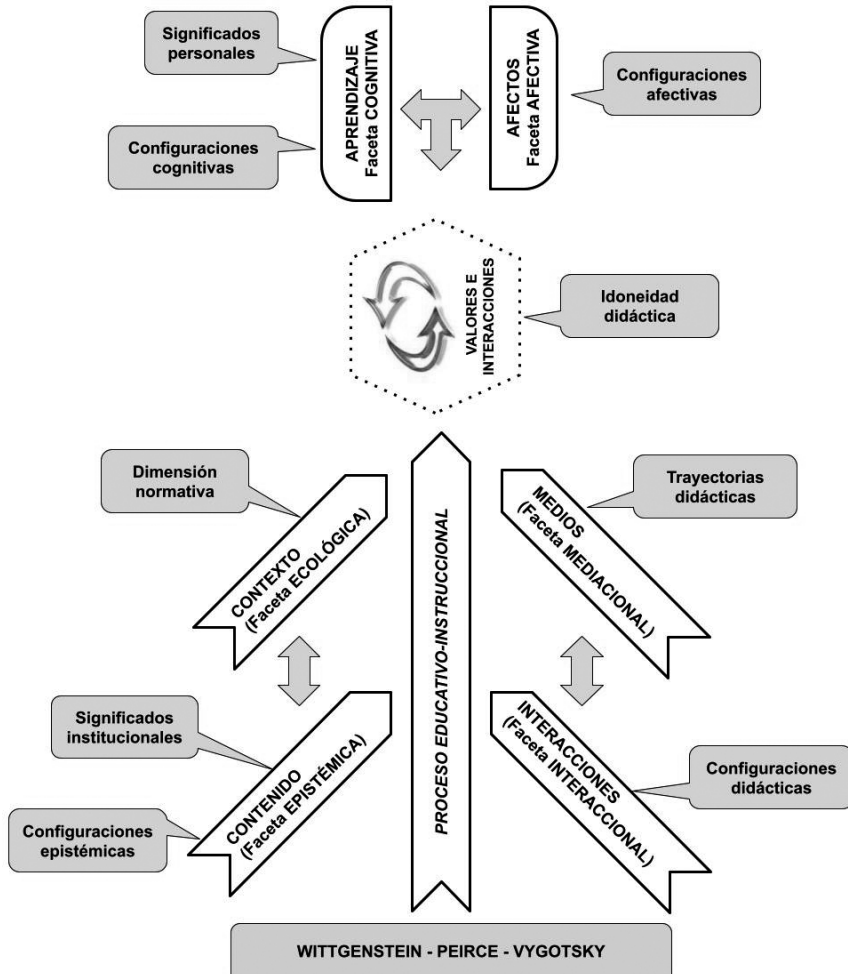 Significados
personales
APRENDIZAJE
Faceta COGNITIVA
AFECTOS
Faceta AFECTIVA
Configuraciones
afectivas
Configuraciones
cognitivas
VALORES E
INTERACCIONES
Idoneidad
didáctica
Dimensión
normativa
Trayectorias
didácticas
CONTEXTO
(Faceta ECOLÓGICA)
PROCESO EDUCATIVO-INSTRUCCIONAL
MEDIOS
(Faceta MEDIACIONAL)
Significados
institucionales
CONTENIDO
(Faceta EPISTÉMICA)
INTERACCIONES
(Faceta INTERACCIONAL)
Configuraciones
didácticas
Configuraciones
epistémicas
WITTGENSTEIN - PEIRCE - VYGOTSKY